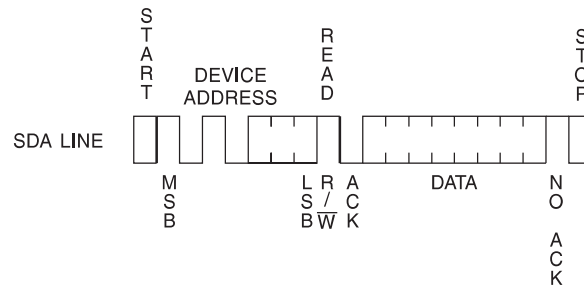 START
READ
STOP
DEVICE
ADDRESS
SDA LINE
MSB
LSB
R/W
ACK
DATA
NO ACK